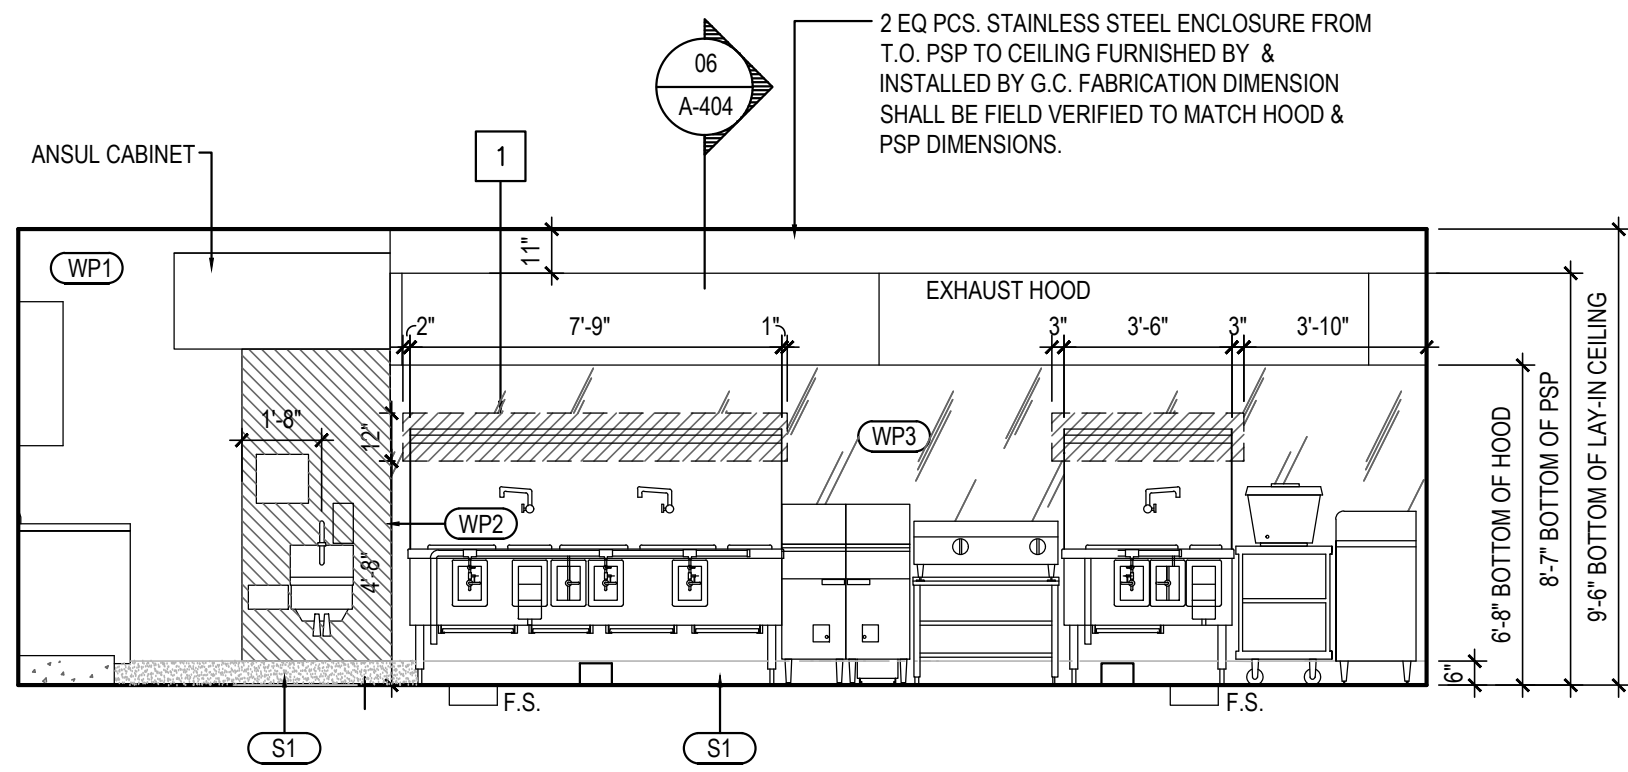 2 EQ PCS. STAINLESS STEEL ENCLOSURE FROM
T.O. PSP TO CEILING FURNISHED BY &
INSTALLED BY G.C. FABRICATION DIMENSION
SHALL BE FIELD VERIFIED TO MATCH HOOD &
PSP DIMENSIONS.
06
A-404
1
ANSUL CABINET
WP1
11"
EXHAUST HOOD
2"
7'-9"
1"
3"
3'-6"
3"
3'-10"
1'-8"
12"
WP3
WP2
4'-8"
6'-8" BOTTOM OF HOOD
8'-7" BOTTOM OF PSP
9'-6" BOTTOM OF LAY-IN CEILING
6"
F.S.
F.S.
S1
S1